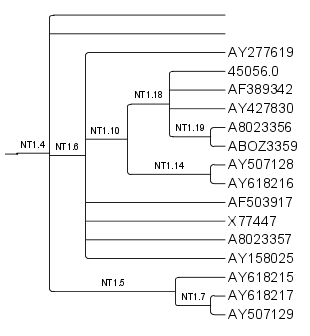 AY277619
45056.0
NT1.18
AF389342
AY427830
NT1.10
NT1.19
A8023356
NT1.4
NT1.6
ABOZ3359
NT1.14
AY507128
AY618216
AF503917
X77447
A8023357
AY158025
NT1.5
AY618215
NT1.7
AY618217
AY507129